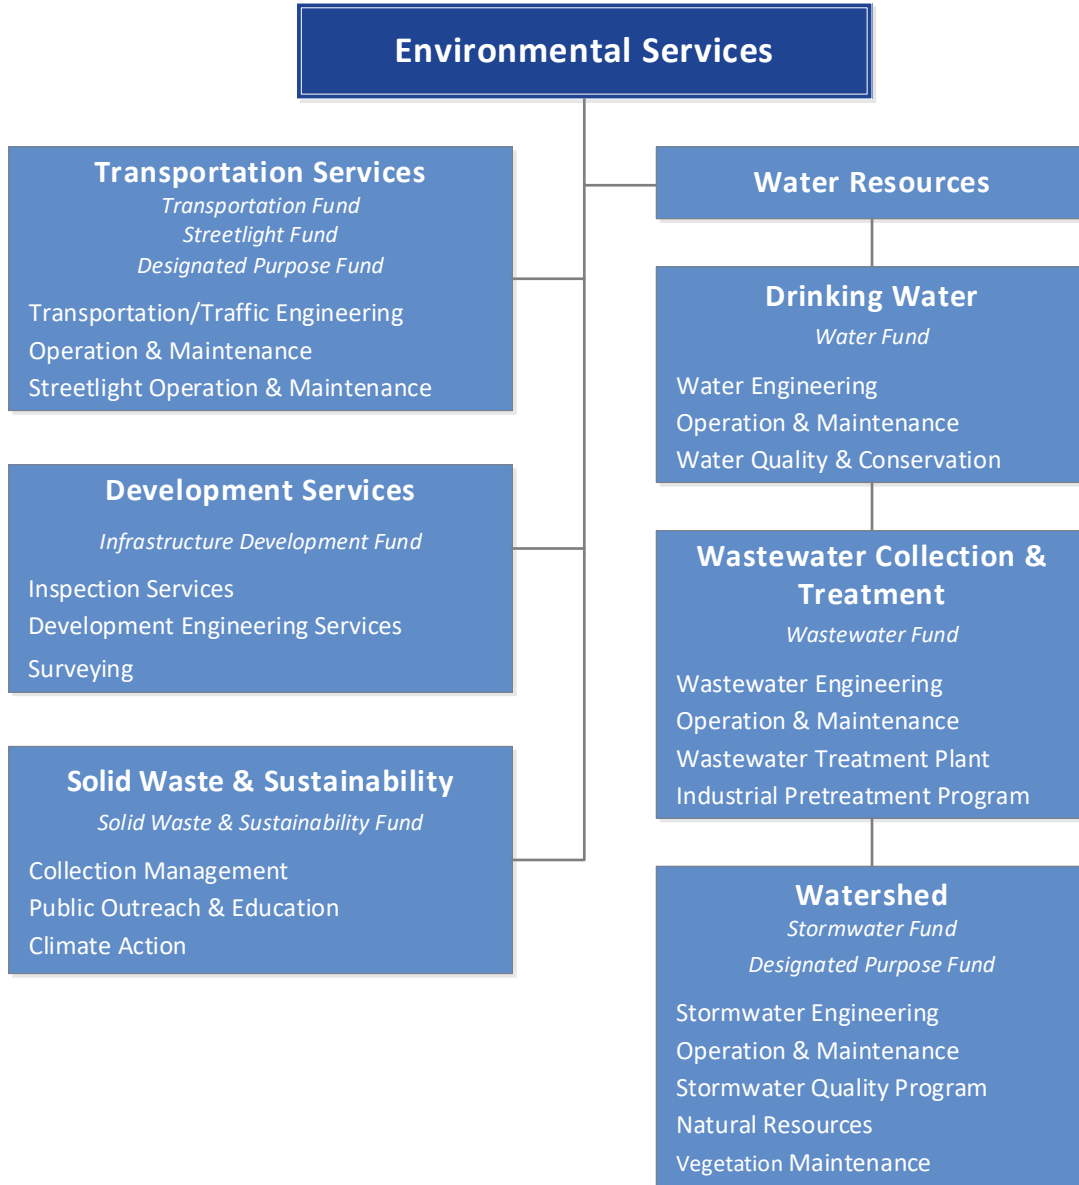 Environmental Services
Transportation Services
Transportation Fund
Streetlight Fund
Designated Purpose Fund
Transportation/Traffic Engineering
Operation & Maintenance
Streetlight Operation & Maintenance
Development Services
Infrastructure Development Fund
Inspection Services
Development Engineering Services
Surveying
Solid Waste & Sustainability
Solid Waste & Sustainability Fund
Collection Management
Public Outreach & Education
Climate Action
Water Resources
Drinking Water
Water Fund
Water Engineering
Operation & Maintenance
Water Quality & Conservation
Wastewater Collection &
Treatment
Wastewater Fund
Wastewater Engineering
Operation & Maintenance
Wastewater Treatment Plant
Industrial Pretreatment Program
Watershed
Stormwater Fund
Designated Purpose Fund
Stormwater Engineering
Operation & Maintenance
Stormwater Quality Program
Natural Resources
Vegetation Maintenance